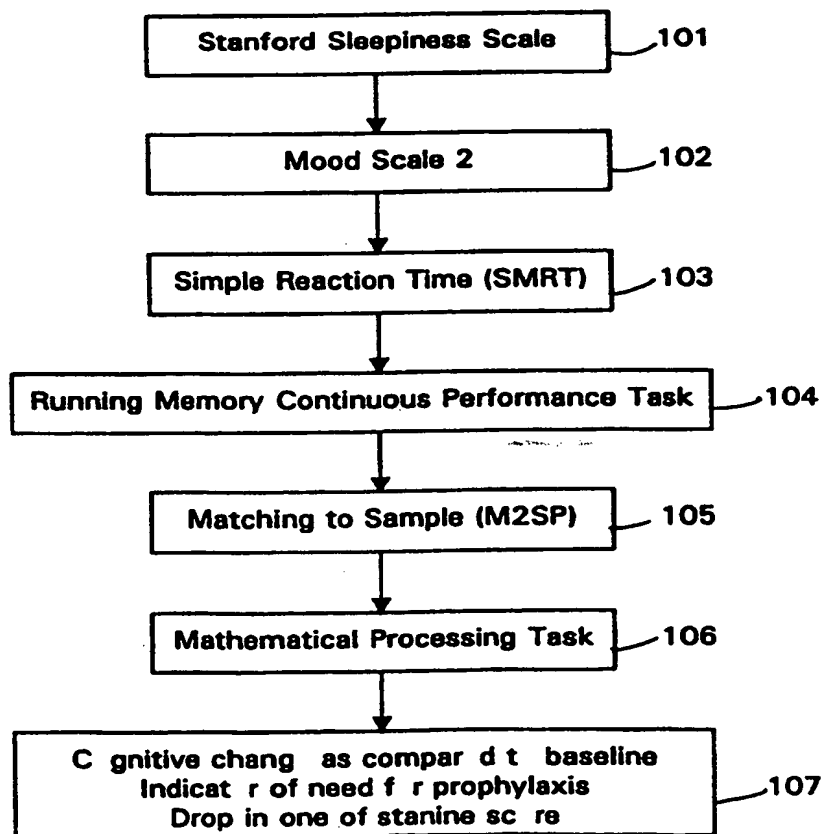 Stanford Sleepiness Scale 101
Mood Scale 2 102
Simple Reaction Time (SMRT) 103
Running Memory Continuous Performance Task 104
Matching to Sample (M2SP) 105
Mathematical Processing Task 106
C gnitive chang as compar d t baseline
Indicat r of need f r prophylaxis
Drop in one of stanine sc re
107